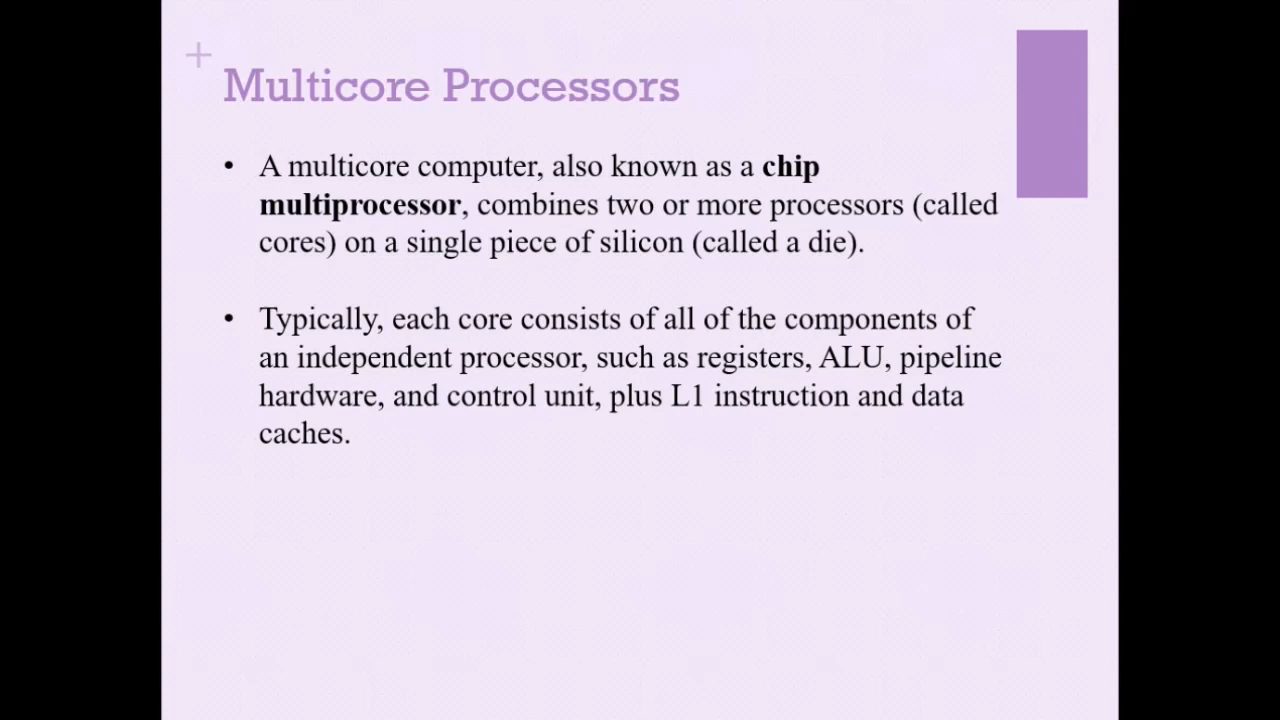 +
Multicore Processors
• A multicore computer, also known as a chip
multiprocessor, combines two or more processors (called
cores) on a single piece of silicon (called a die).
• Typically, each core consists of all of the components of
an independent processor, such as registers, ALU, pipeline
hardware, and control unit, plus L1 instruction and data
caches.